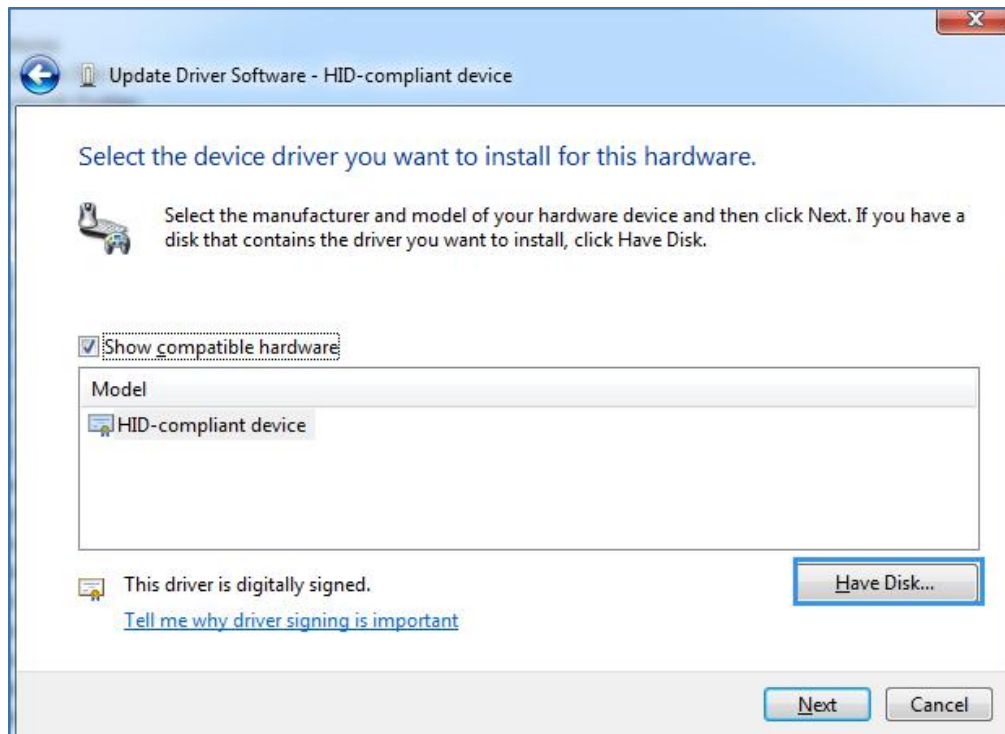 Update Driver Software - HID-compliant device
Select the device driver you want to install for this hardware.
Select the manufacturer and model of your hardware device and then click Next. If you have a
disk that contains the driver you want to install, click Have Disk.
Show compatible hardware
Model
HID-compliant device
This driver is digitally signed.
Have Disk...
Tell me why driver signing is important
Next
Cancel